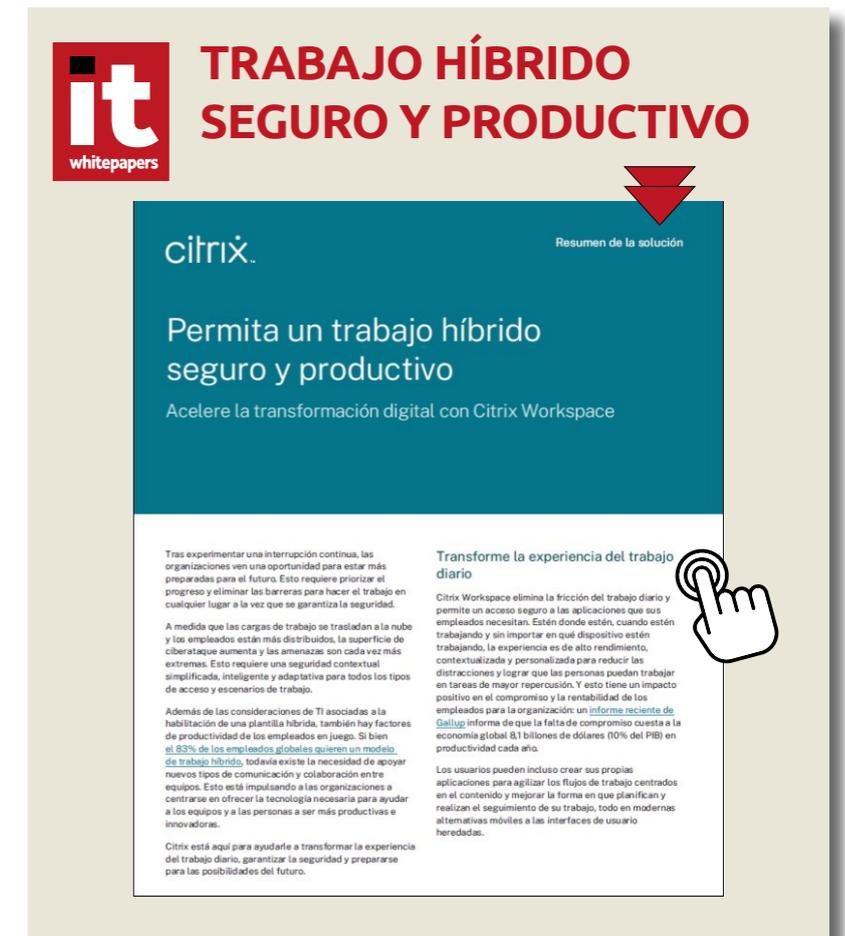 it
whitepapers
TRABAJO HÍBRIDO
SEGURO Y PRODUCTIVO
citrix™
Resumen de la solución
Permita un trabajo híbrido
seguro y productivo
Acelere la transformación digital con Citrix Workspace
Tras experimentar una interrupción continua, las
organizaciones ven una oportunidad para estar más
preparadas para el futuro. Esto requiere priorizar el
progreso y eliminar las barreras para hacer el trabajo en
cualquier lugar a la vez que se garantiza la seguridad.
A medida que las cargas de trabajo se trasladan a la nube
y los empleados están más distribuidos, la superficie de
ciberataque aumenta y las amenazas son cada vez más
extremas. Esto requiere una seguridad contextual
simplificada, inteligente y adaptativa para todos los tipos
de acceso y escenarios de trabajo.
Además de las consideraciones de TI asociadas a la
habilitación de una plantilla híbrida, también hay factores
de productividad de los empleados en juego. Si bien
el 83% de los empleados globales quieren un modelo
de trabajo híbrido, todavía existe la necesidad de apoyar
nuevos tipos de comunicación y colaboración entre
equipos. Esto está impulsando a las organizaciones a
centrarse en ofrecer la tecnología necesaria para ayudar
a los equipos y a las personas a ser más productivas e
innovadoras.
Citrix está aquí para ayudarle a transformar la experiencia
del trabajo diario, garantizar la seguridad y prepararse
para las posibilidades del futuro.
Transforme la experiencia del trabajo
diario
Citrix Workspace elimina la fricción del trabajo diario y
permite un acceso seguro a las aplicaciones que sus
empleados necesitan. Estén donde estén, cuando estén
trabajando y sin importar en qué dispositivo estén
trabajando, la experiencia es de alto rendimiento,
contextualizada y personalizada para reducir las
distracciones y lograr que las personas puedan trabajar
en tareas de mayor repercusión. Y esto tiene un impacto
positivo en el compromiso y la rentabilidad de los
empleados para la organización: un informe reciente de
Gallup informa de que la falta de compromiso cuesta a la
economía global 8,1 billones de dólares (10% del PIB) en
productividad cada año.
Los usuarios pueden incluso crear sus propias
aplicaciones para agilizar los flujos de trabajo centrados
en el contenido y mejorar la forma en que planifican y
realizan el seguimiento de su trabajo, todo en modernas
alternativas móviles a las interfaces de usuario
heredadas.